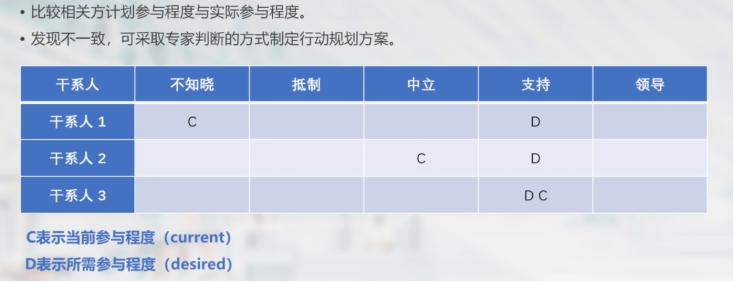 • 比较相关方计划参与程度与实际参与程度。
• 发现不一致，可采取专家判断的方式制定行动规划方案。
干系人 不知晓 抵制 中立 支持 领导
干系人 1 C D
干系人 2 C D
干系人 3 D C
C表示当前参与程度（current）
D表示所需参与程度（desired）